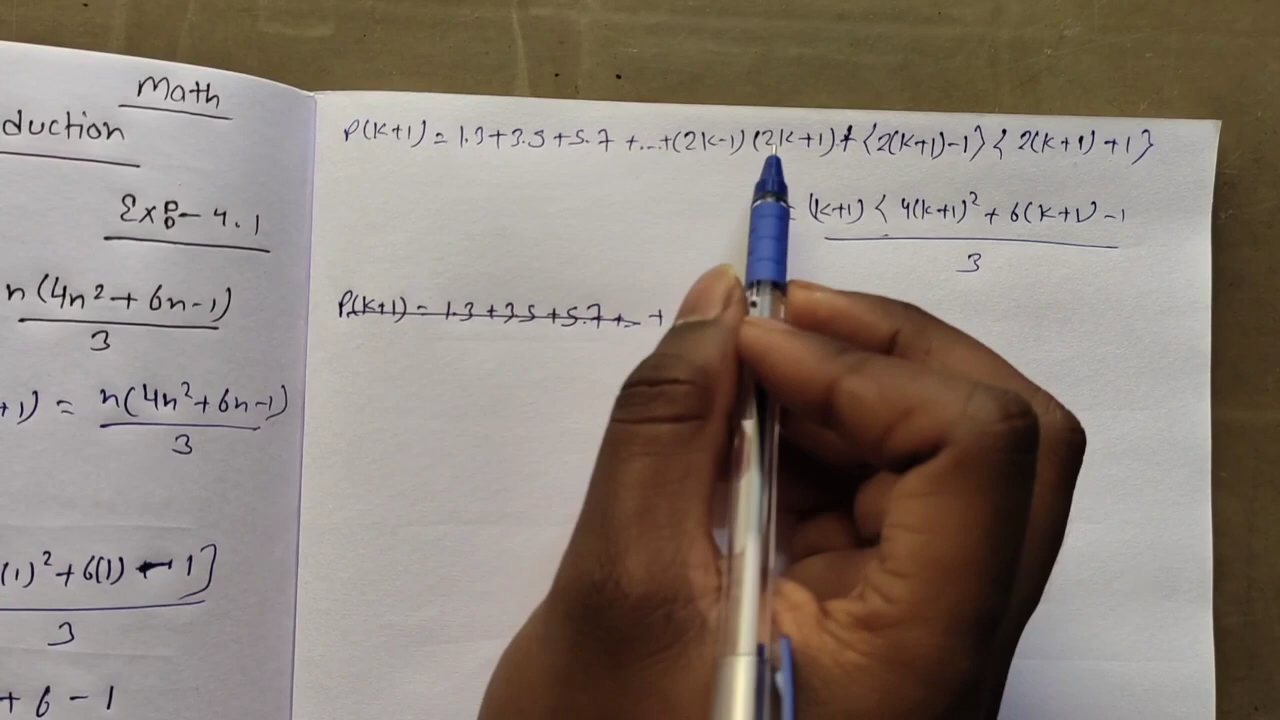 Math
duction
Ex:- 4.1
n(4n²+6n-1)
3
+1) = n(4n²+6n-1)
3
(1)²+6(1) - 1]
3
+ 6 - 1
P(K+1) = 1.3+3.5+5.7 +...+(2K-1)(2K+1)+{2(K+1)-1}{2(K+1)+1}
= (K+1){4(K+1)²+6(K+1)-1
3
P(K+1) = 1.3+3.5+5.7+... +